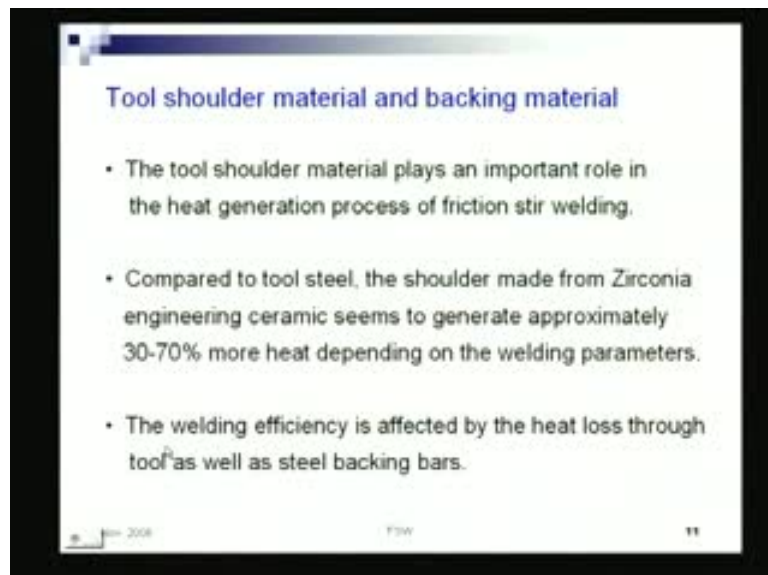 Tool shoulder material and backing material
• The tool shoulder material plays an important role in
the heat generation process of friction stir welding.
• Compared to tool steel, the shoulder made from Zirconia
engineering ceramic seems to generate approximately
30-70% more heat depending on the welding parameters.
• The welding efficiency is affected by the heat loss through
tool as well as steel backing bars.
2008 FSW 11